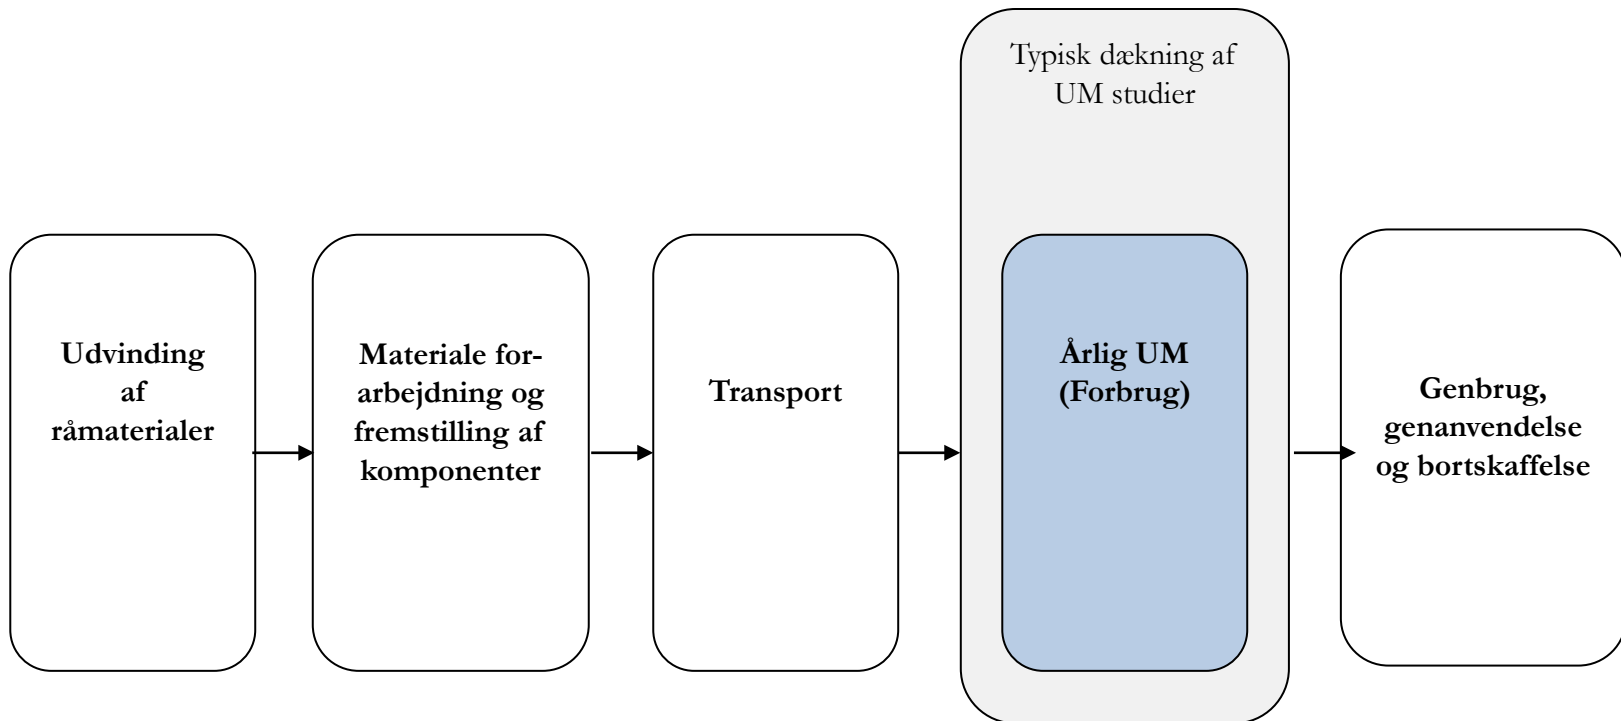 Typisk dækning af
UM studier
Udvinding
af
råmaterialer
Materiale for-
arbejdning og
fremstilling af
komponenter
Transport
Årlig UM
(Forbrug)
Genbrug,
genanvendelse
og bortskaffelse